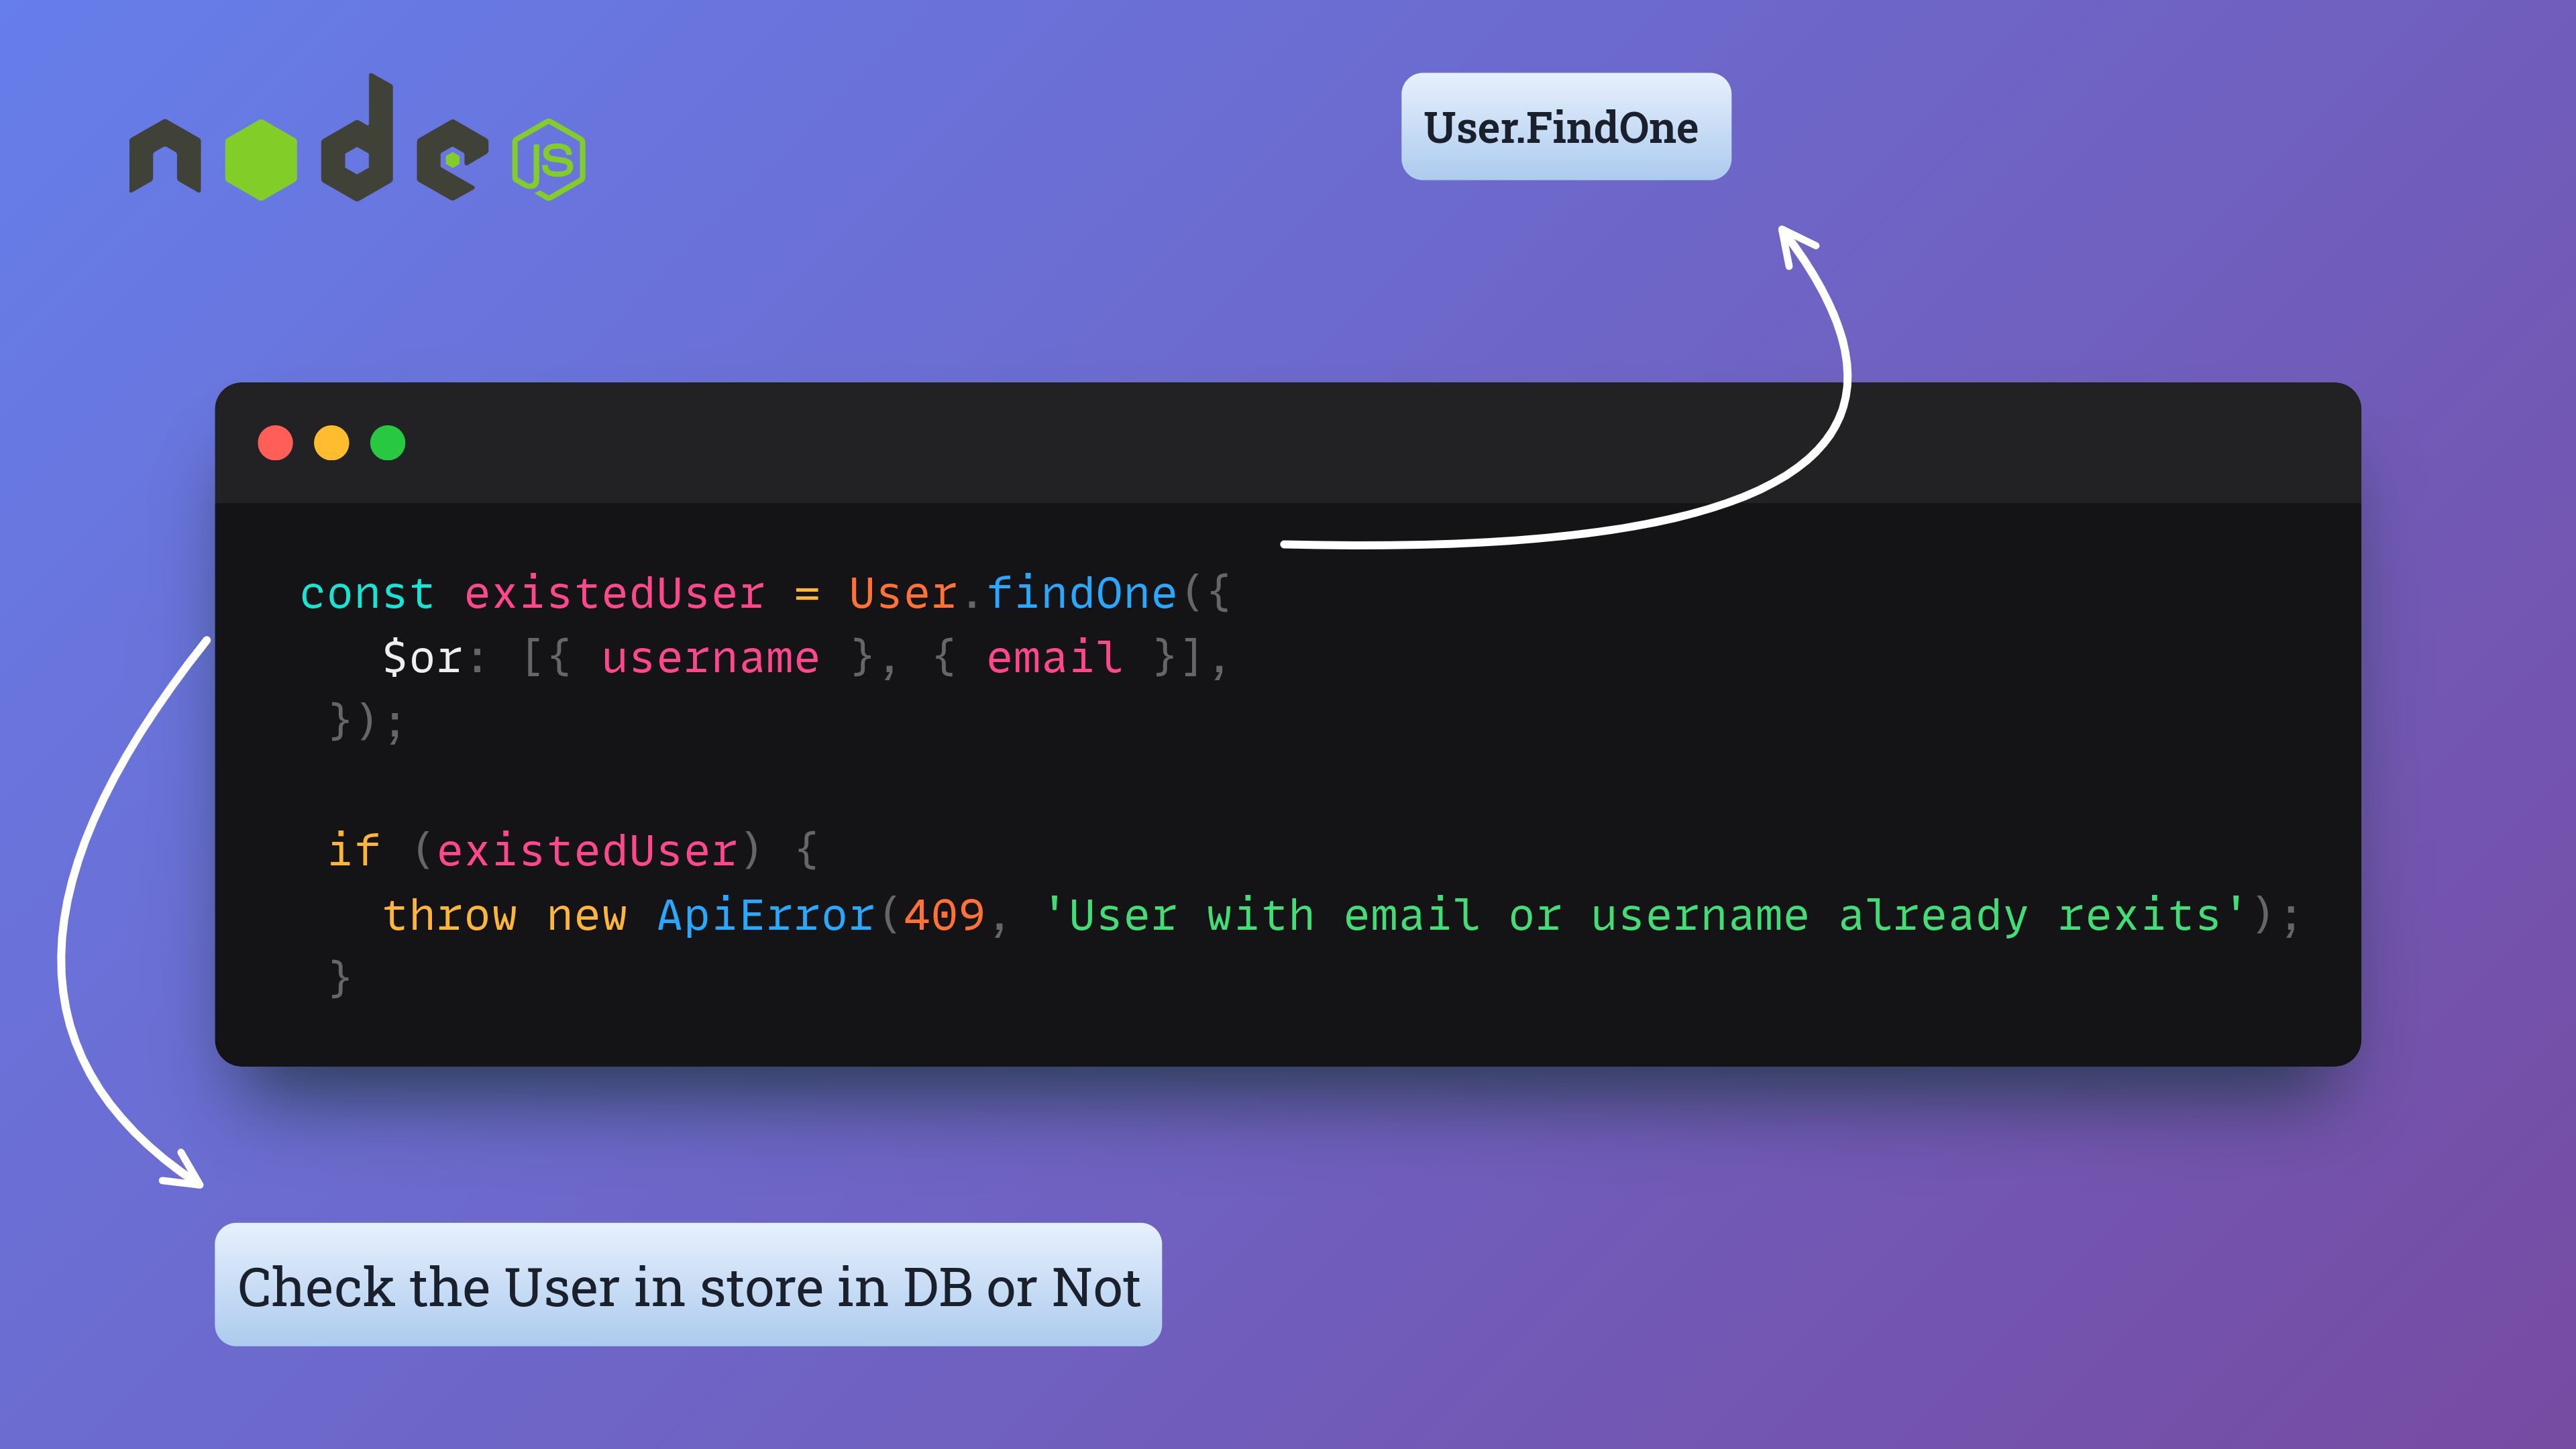 node JS
User.FindOne
const existedUser = User.findOne({
$or: [{ username }, { email }],
});
if (existedUser) {
throw new ApiError(409, 'User with email or username already rexits');
}
Check the User in store in DB or Not